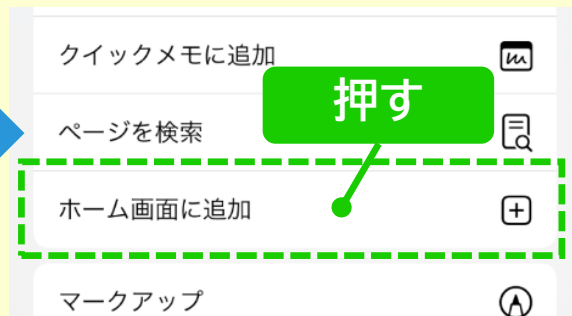 クイックメモに追加
押す
ページを検索
ホーム画面に追加
マークアップ